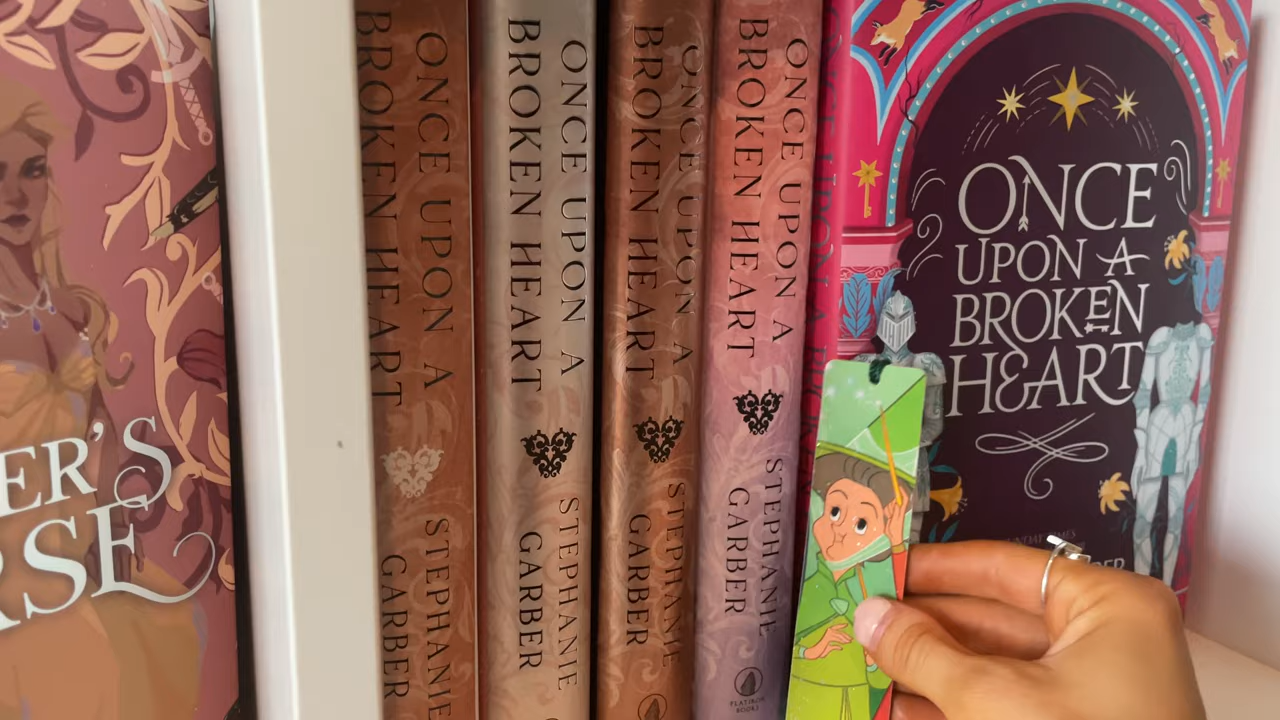 ER'S
RSE
ONCE UPON A
BROKEN HEART
STEPHANIE
GARBER
ONCE UPON A
BROKEN HEART
STEPHANIE
GARBER
ONCE UPON A
BROKEN HEART
STEPHANIE
GARBER
ONCE UPON A
BROKEN HEART
STEPHANIE
GARBER
FLATIRON
BOOKS
ONCE
UPON A
BROKEN
HEART